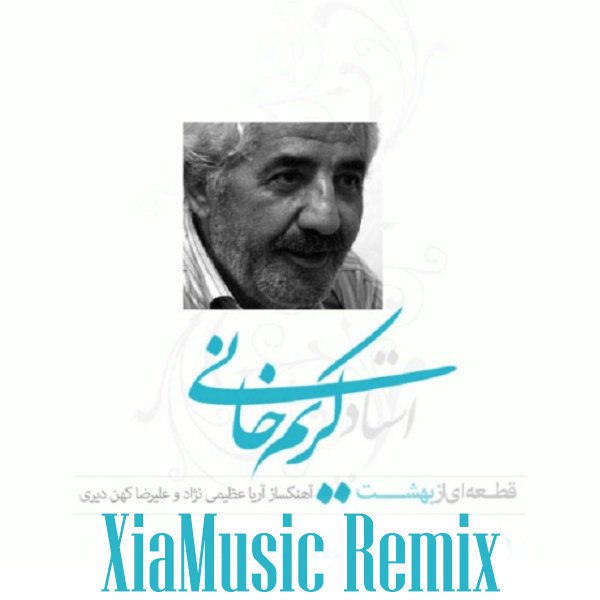 استاد کریم خانی
قطعه ای از بهشت آهنگساز آریا عظیمی نژاد و علیرضا کهن دیری
XiaMusic Remix